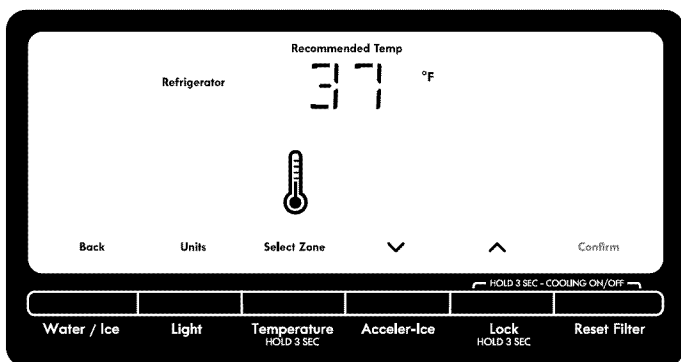 Recommended Temp
Refrigerator 37 °F
Back Units Select Zone Confirm
HOLD 3 SEC - COOLING ON/OFF
Water / Ice Light Temperature Acceler-Ice Lock Reset Filter
HOLD 3 SEC HOLD 3 SEC